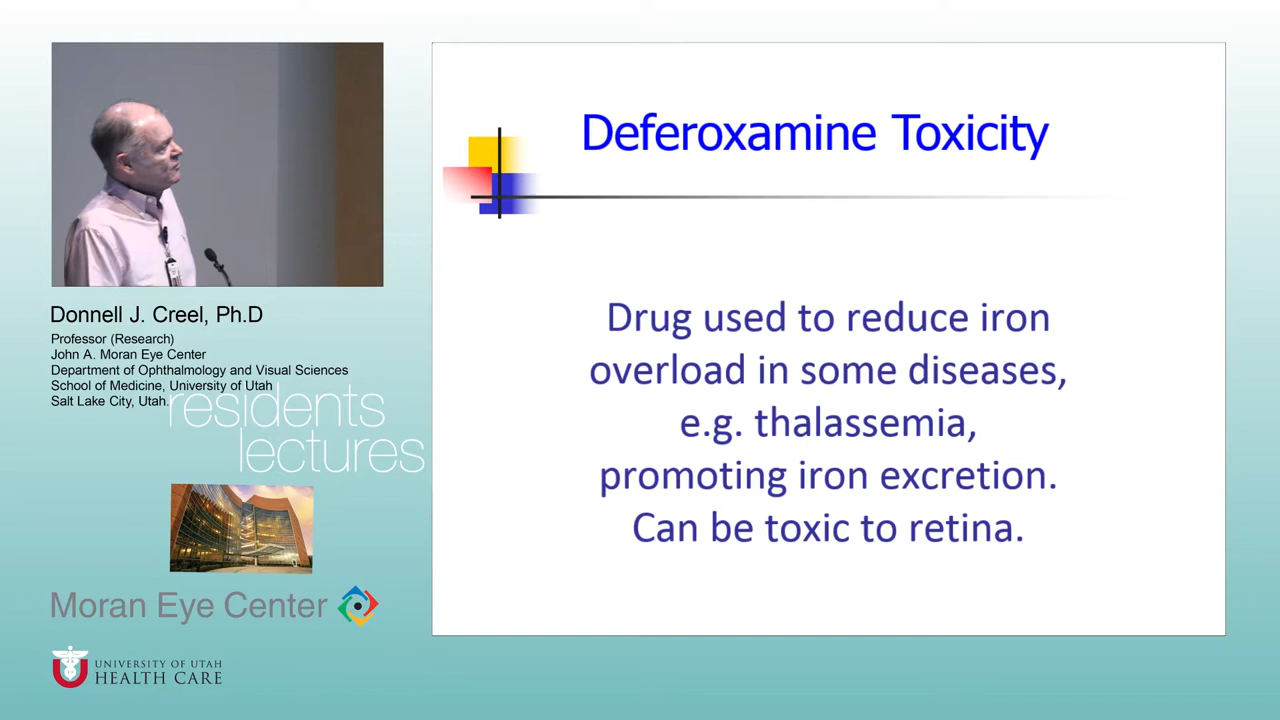 Deferoxamine Toxicity
Drug used to reduce iron
overload in some diseases,
e.g. thalassemia,
promoting iron excretion.
Can be toxic to retina.
Donnell J. Creel, Ph.D
Professor (Research)
John A. Moran Eye Center
Department of Ophthalmology and Visual Sciences
School of Medicine, University of Utah
Salt Lake City, Utah.
residents
lectures
Moran Eye Center
U
UNIVERSITY OF UTAH
HEALTH CARE